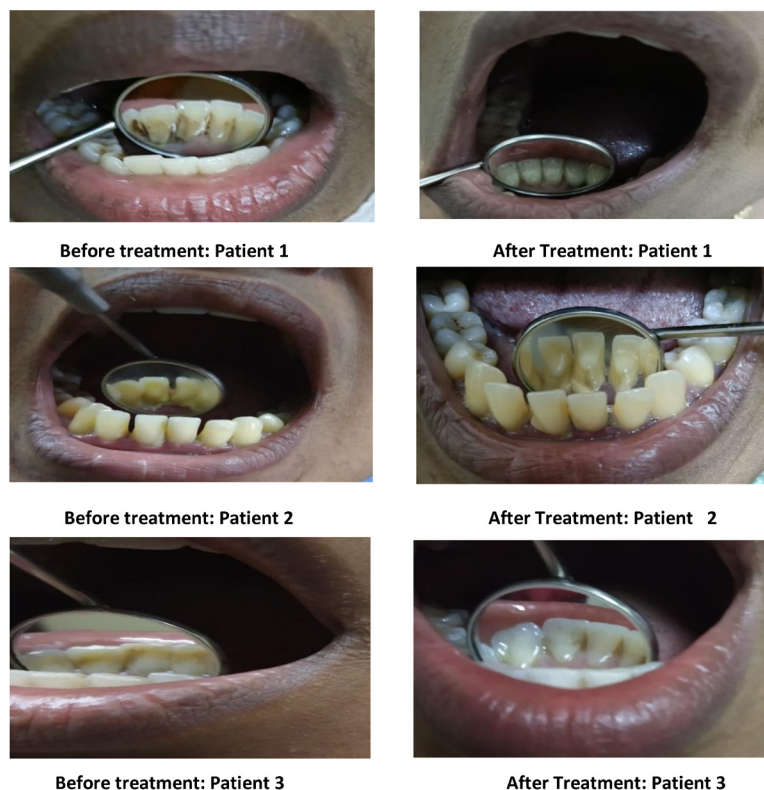 Before treatment: Patient 1
After Treatment: Patient 1
Before treatment: Patient 2
After Treatment: Patient 2
Before treatment: Patient 3
After Treatment: Patient 3